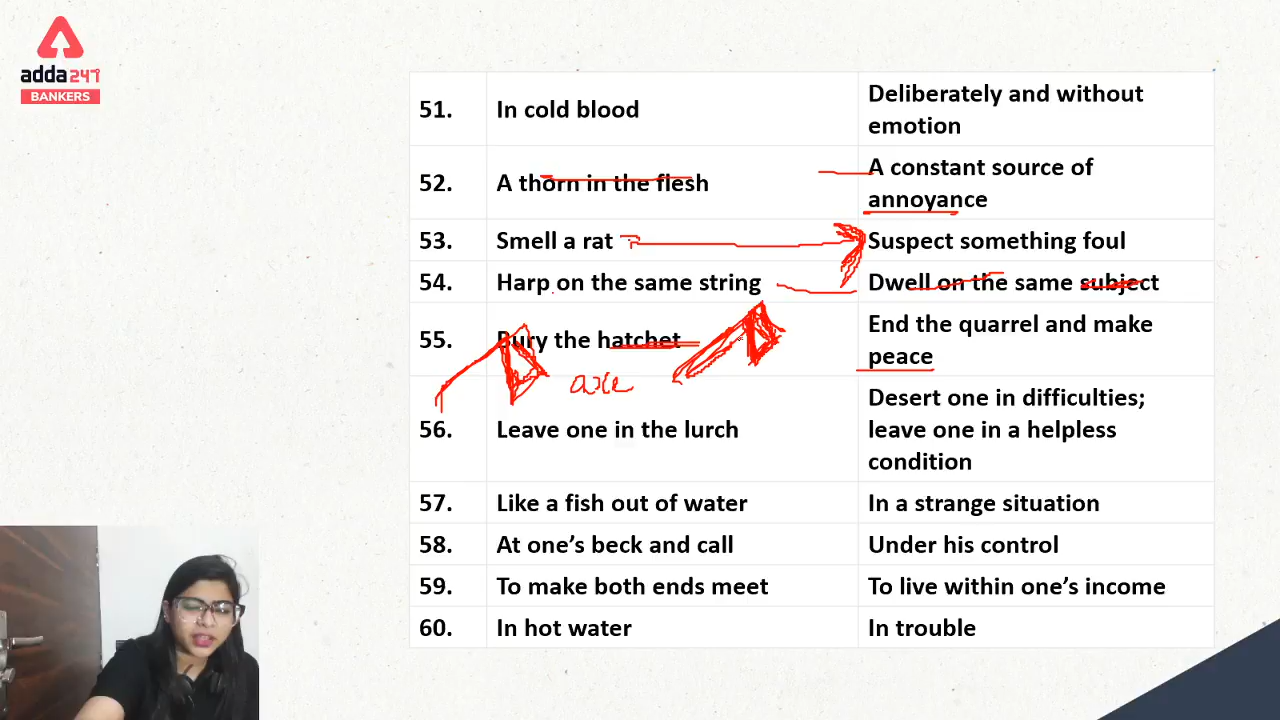 adda247
BANKERS
51. In cold blood Deliberately and without
emotion
52. A thorn in the flesh A constant source of
annoyance
53. Smell a rat Suspect something foul
54. Harp on the same string Dwell on the same subject
55. Bury the hatchet End the quarrel and make
peace
axe
56. Leave one in the lurch Desert one in difficulties;
leave one in a helpless
condition
57. Like a fish out of water In a strange situation
58. At one’s beck and call Under his control
59. To make both ends meet To live within one’s income
60. In hot water In trouble